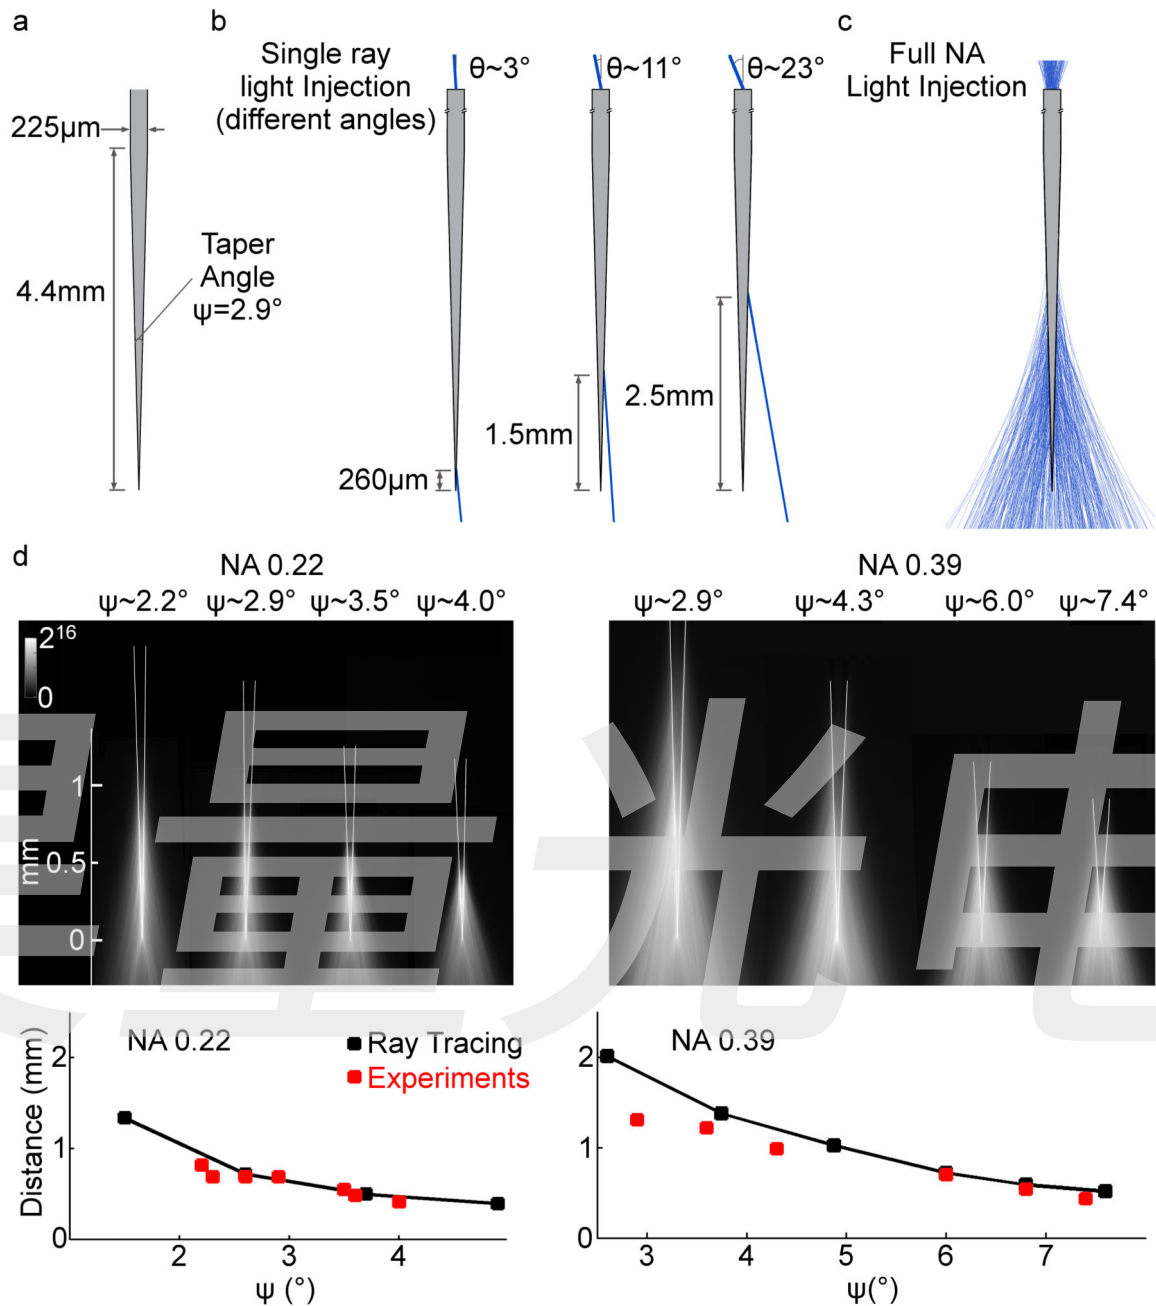 a
225μm
4.4mm
Taper
Angle
ψ=2.9°
b
Single ray
light Injection
(different angles)
θ~3°
θ~11°
θ~23°
260μm
1.5mm
2.5mm
c
Full NA
Light Injection
d
NA 0.22
ψ~2.2° ψ~2.9° ψ~3.5° ψ~4.0°
2¹⁶
0
1
0.5
0
mm
NA 0.39
ψ~2.9° ψ~4.3° ψ~6.0° ψ~7.4°
量光电
NA 0.22
Ray Tracing
Experiments
Distance (mm)
2
1
0
2 3 4
ψ (°)
NA 0.39
2
1
0
3 4 5 6 7
ψ(°)